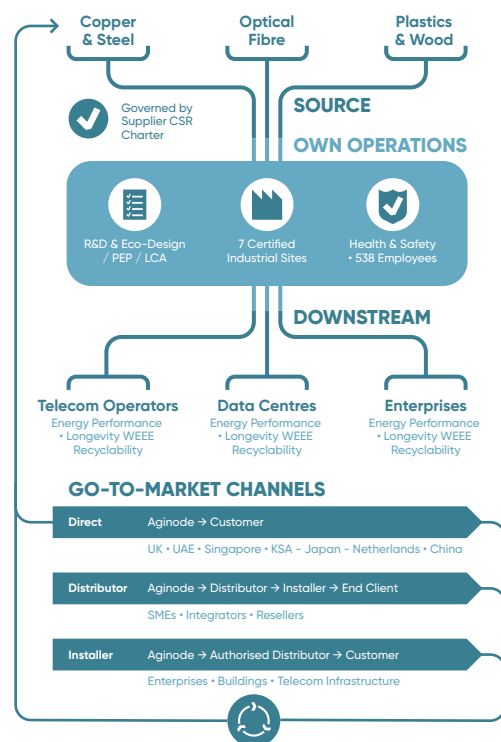 Copper
& Steel
Optical
Fibre
Plastics
& Wood
Governed by
Supplier CSR
Charter
SOURCE
OWN OPERATIONS
R&D & Eco-Design
/ PEP / LCA
7 Certified
Industrial Sites
Health & Safety
• 538 Employees
DOWNSTREAM
Telecom Operators
Energy Performance
• Longevity WEEE
Recyclability
Data Centres
Energy Performance
• Longevity WEEE
Recyclability
Enterprises
Energy Performance
• Longevity WEEE
Recyclability
GO-TO-MARKET CHANNELS
Direct Aginode → Customer
UK • UAE • Singapore • KSA - Japan - Netherlands • China
Distributor Aginode → Distributor → Installer → End Client
SMEs • Integrators • Resellers
Installer Aginode → Authorised Distributor → Customer
Enterprises • Buildings • Telecom Infrastructure